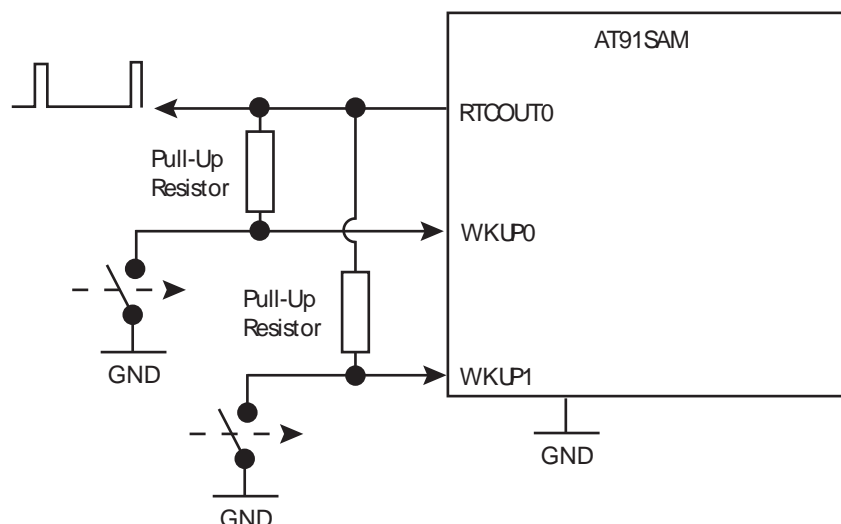 AT91SAM
RTCOUT0
Pull-Up
Resistor
WKUP0
Pull-Up
Resistor
GND
WKUP1
GND
GND